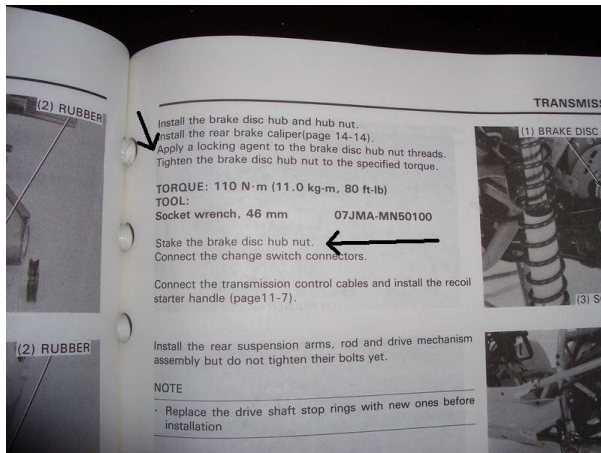 (2) RUBBER
TRANSMISS
Install the brake disc hub and hub nut.
Install the rear brake caliper(page 14-14).
Apply a locking agent to the brake disc hub nut threads.
Tighten the brake disc hub nut to the specified torque.
(1) BRAKE DISC
TORQUE: 110 N·m (11.0 kg-m, 80 ft-lb)
TOOL:
Socket wrench, 46 mm 07JMA-MN50100
Stake the brake disc hub nut.
Connect the change switch connectors.
Connect the transmission control cables and install the recoil
starter handle (page11-7).
(3) S
(2) RUBBER
Install the rear suspension arms, rod and drive mechanism
assembly but do not tighten their bolts yet.
NOTE
· Replace the drive shaft stop rings with new ones before
installation